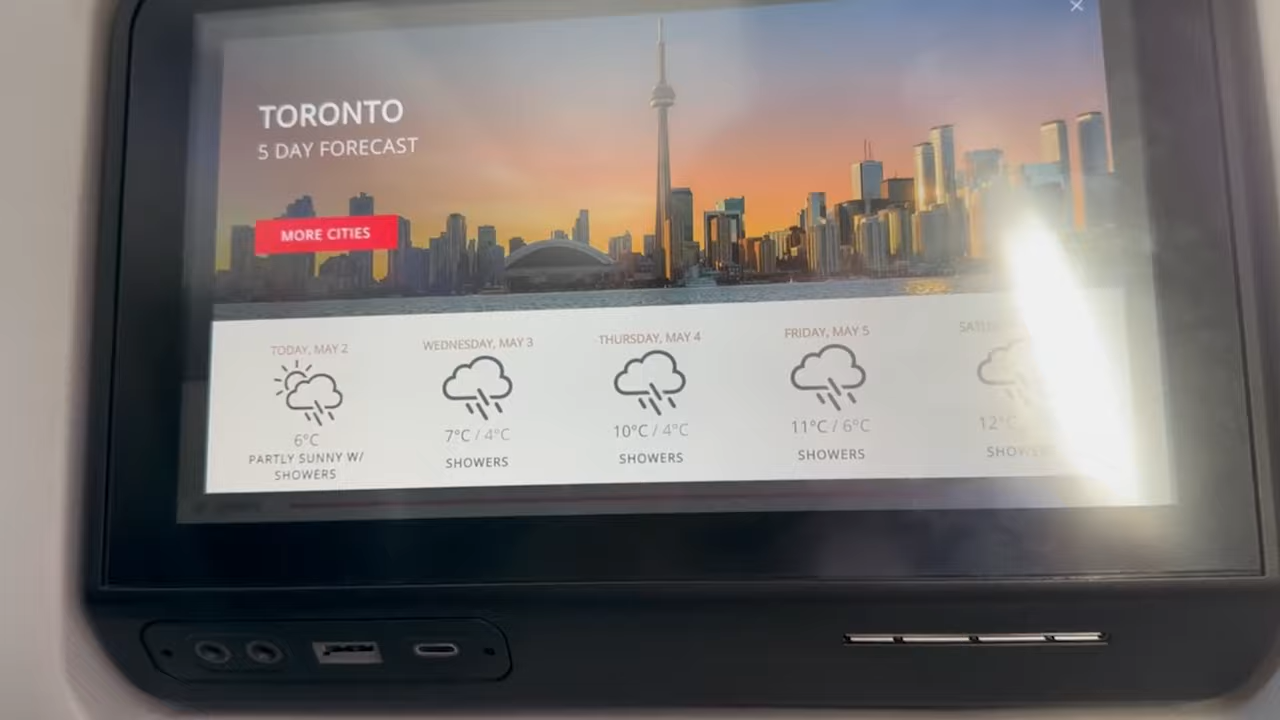 TORONTO
5 DAY FORECAST
MORE CITIES
TODAY, MAY 2
6°C
PARTLY SUNNY W/
SHOWERS
WEDNESDAY, MAY 3
7°C / 4°C
SHOWERS
THURSDAY, MAY 4
10°C / 4°C
SHOWERS
FRIDAY, MAY 5
11°C / 6°C
SHOWERS
12°C